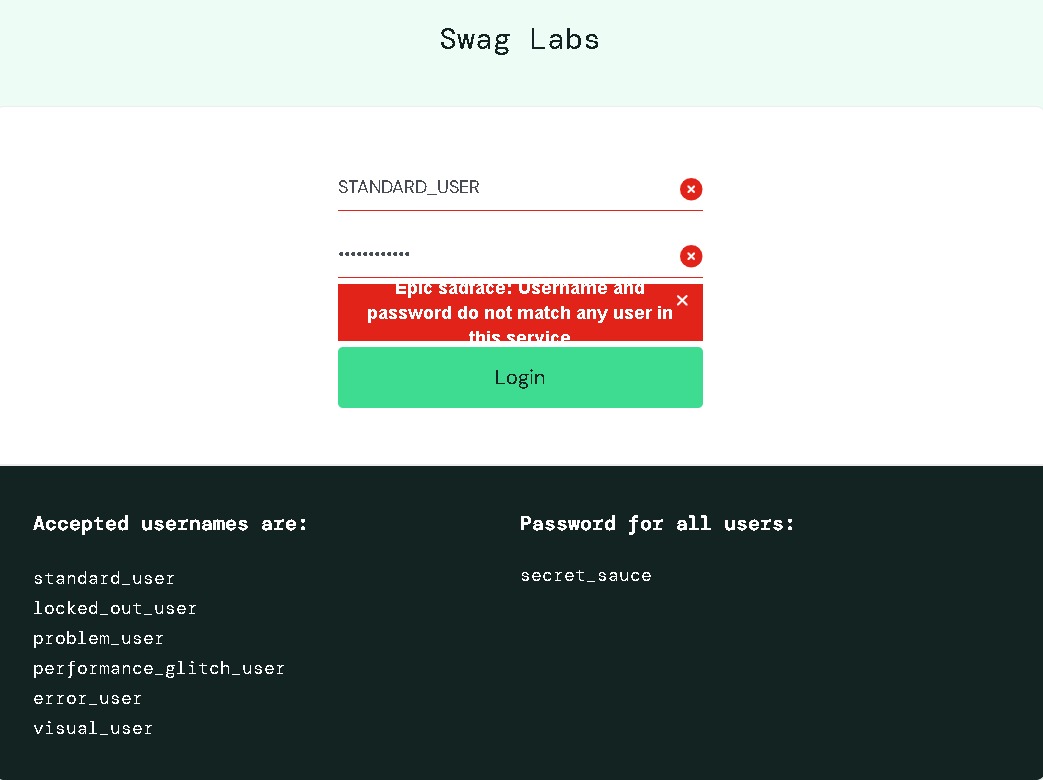 Swag Labs
STANDARD_USER
••••••••••••
Epic sadface: Username and
password do not match any user in
this service
Login
Accepted usernames are:
standard_user
locked_out_user
problem_user
performance_glitch_user
error_user
visual_user
Password for all users:
secret_sauce